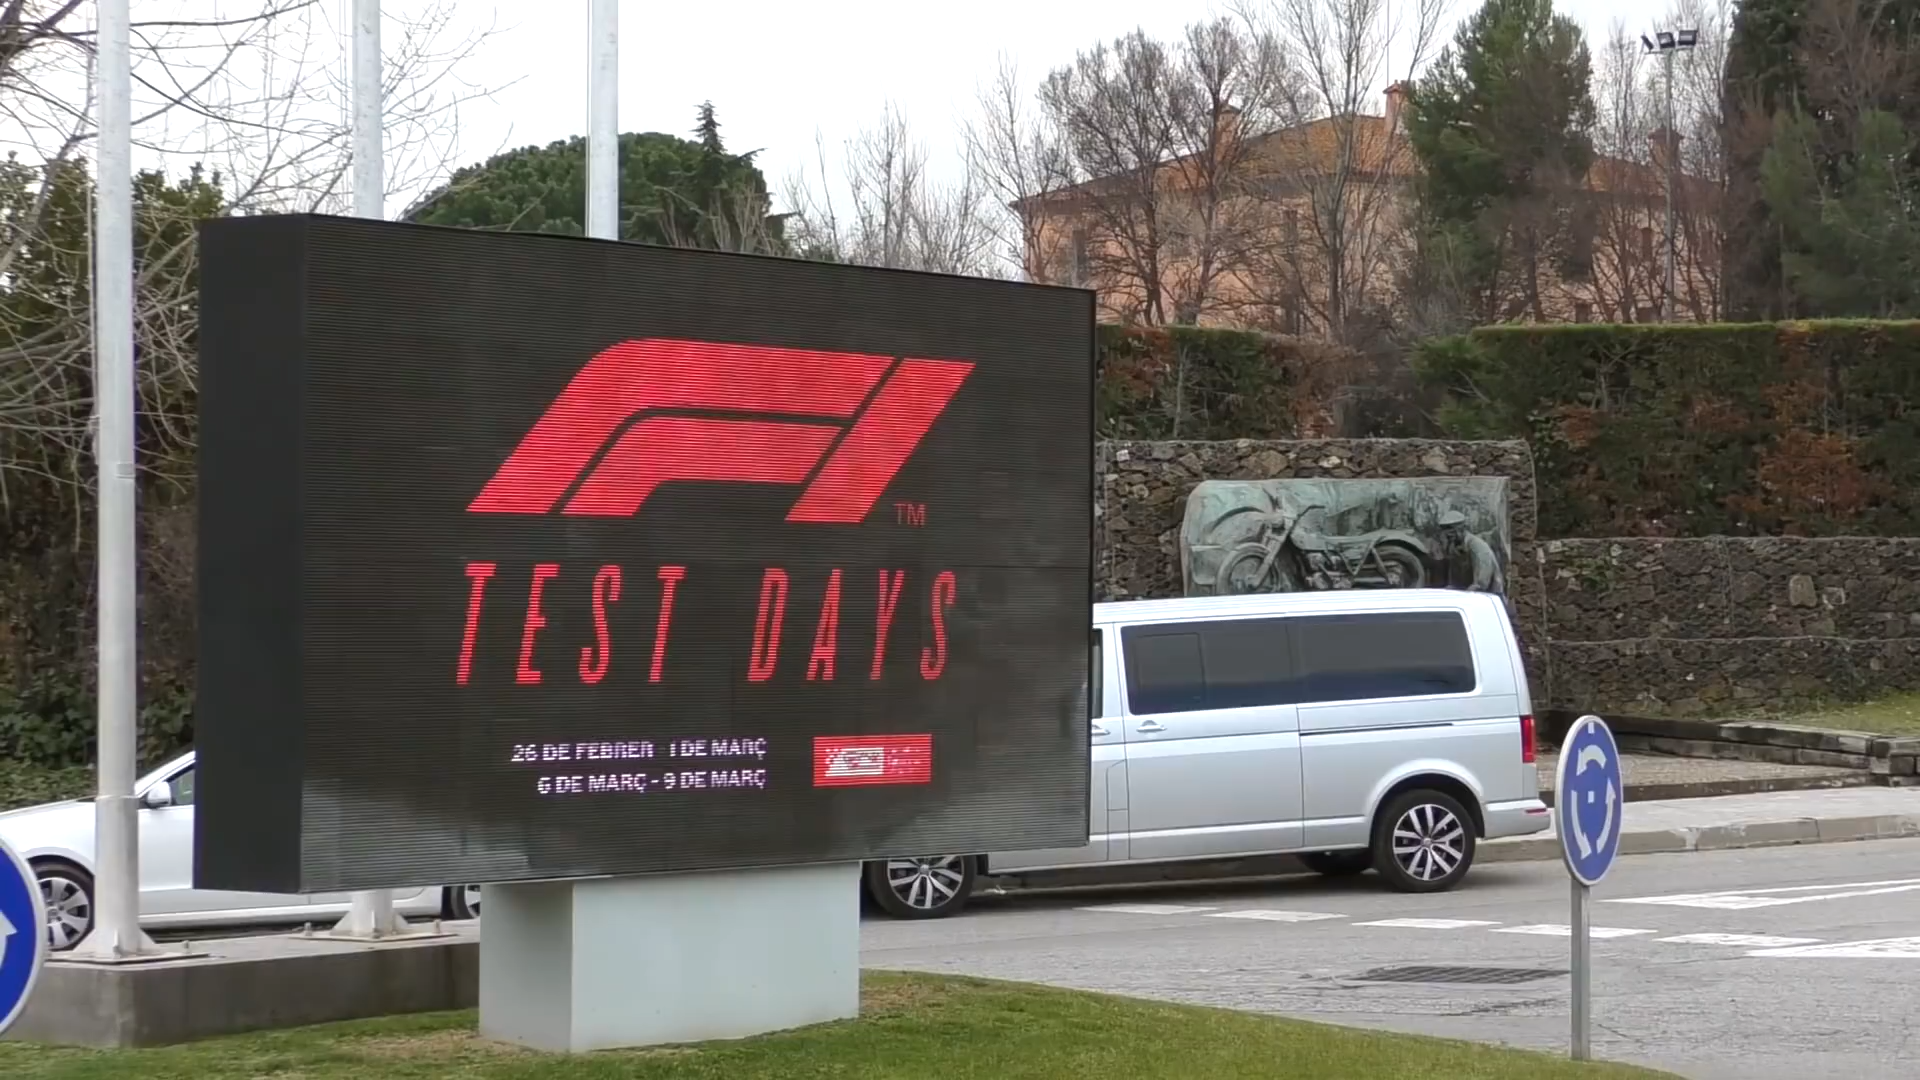 F1
TM
TEST DAYS
26 DE FEBRER - 1 DE MARÇ
6 DE MARÇ - 9 DE MARÇ